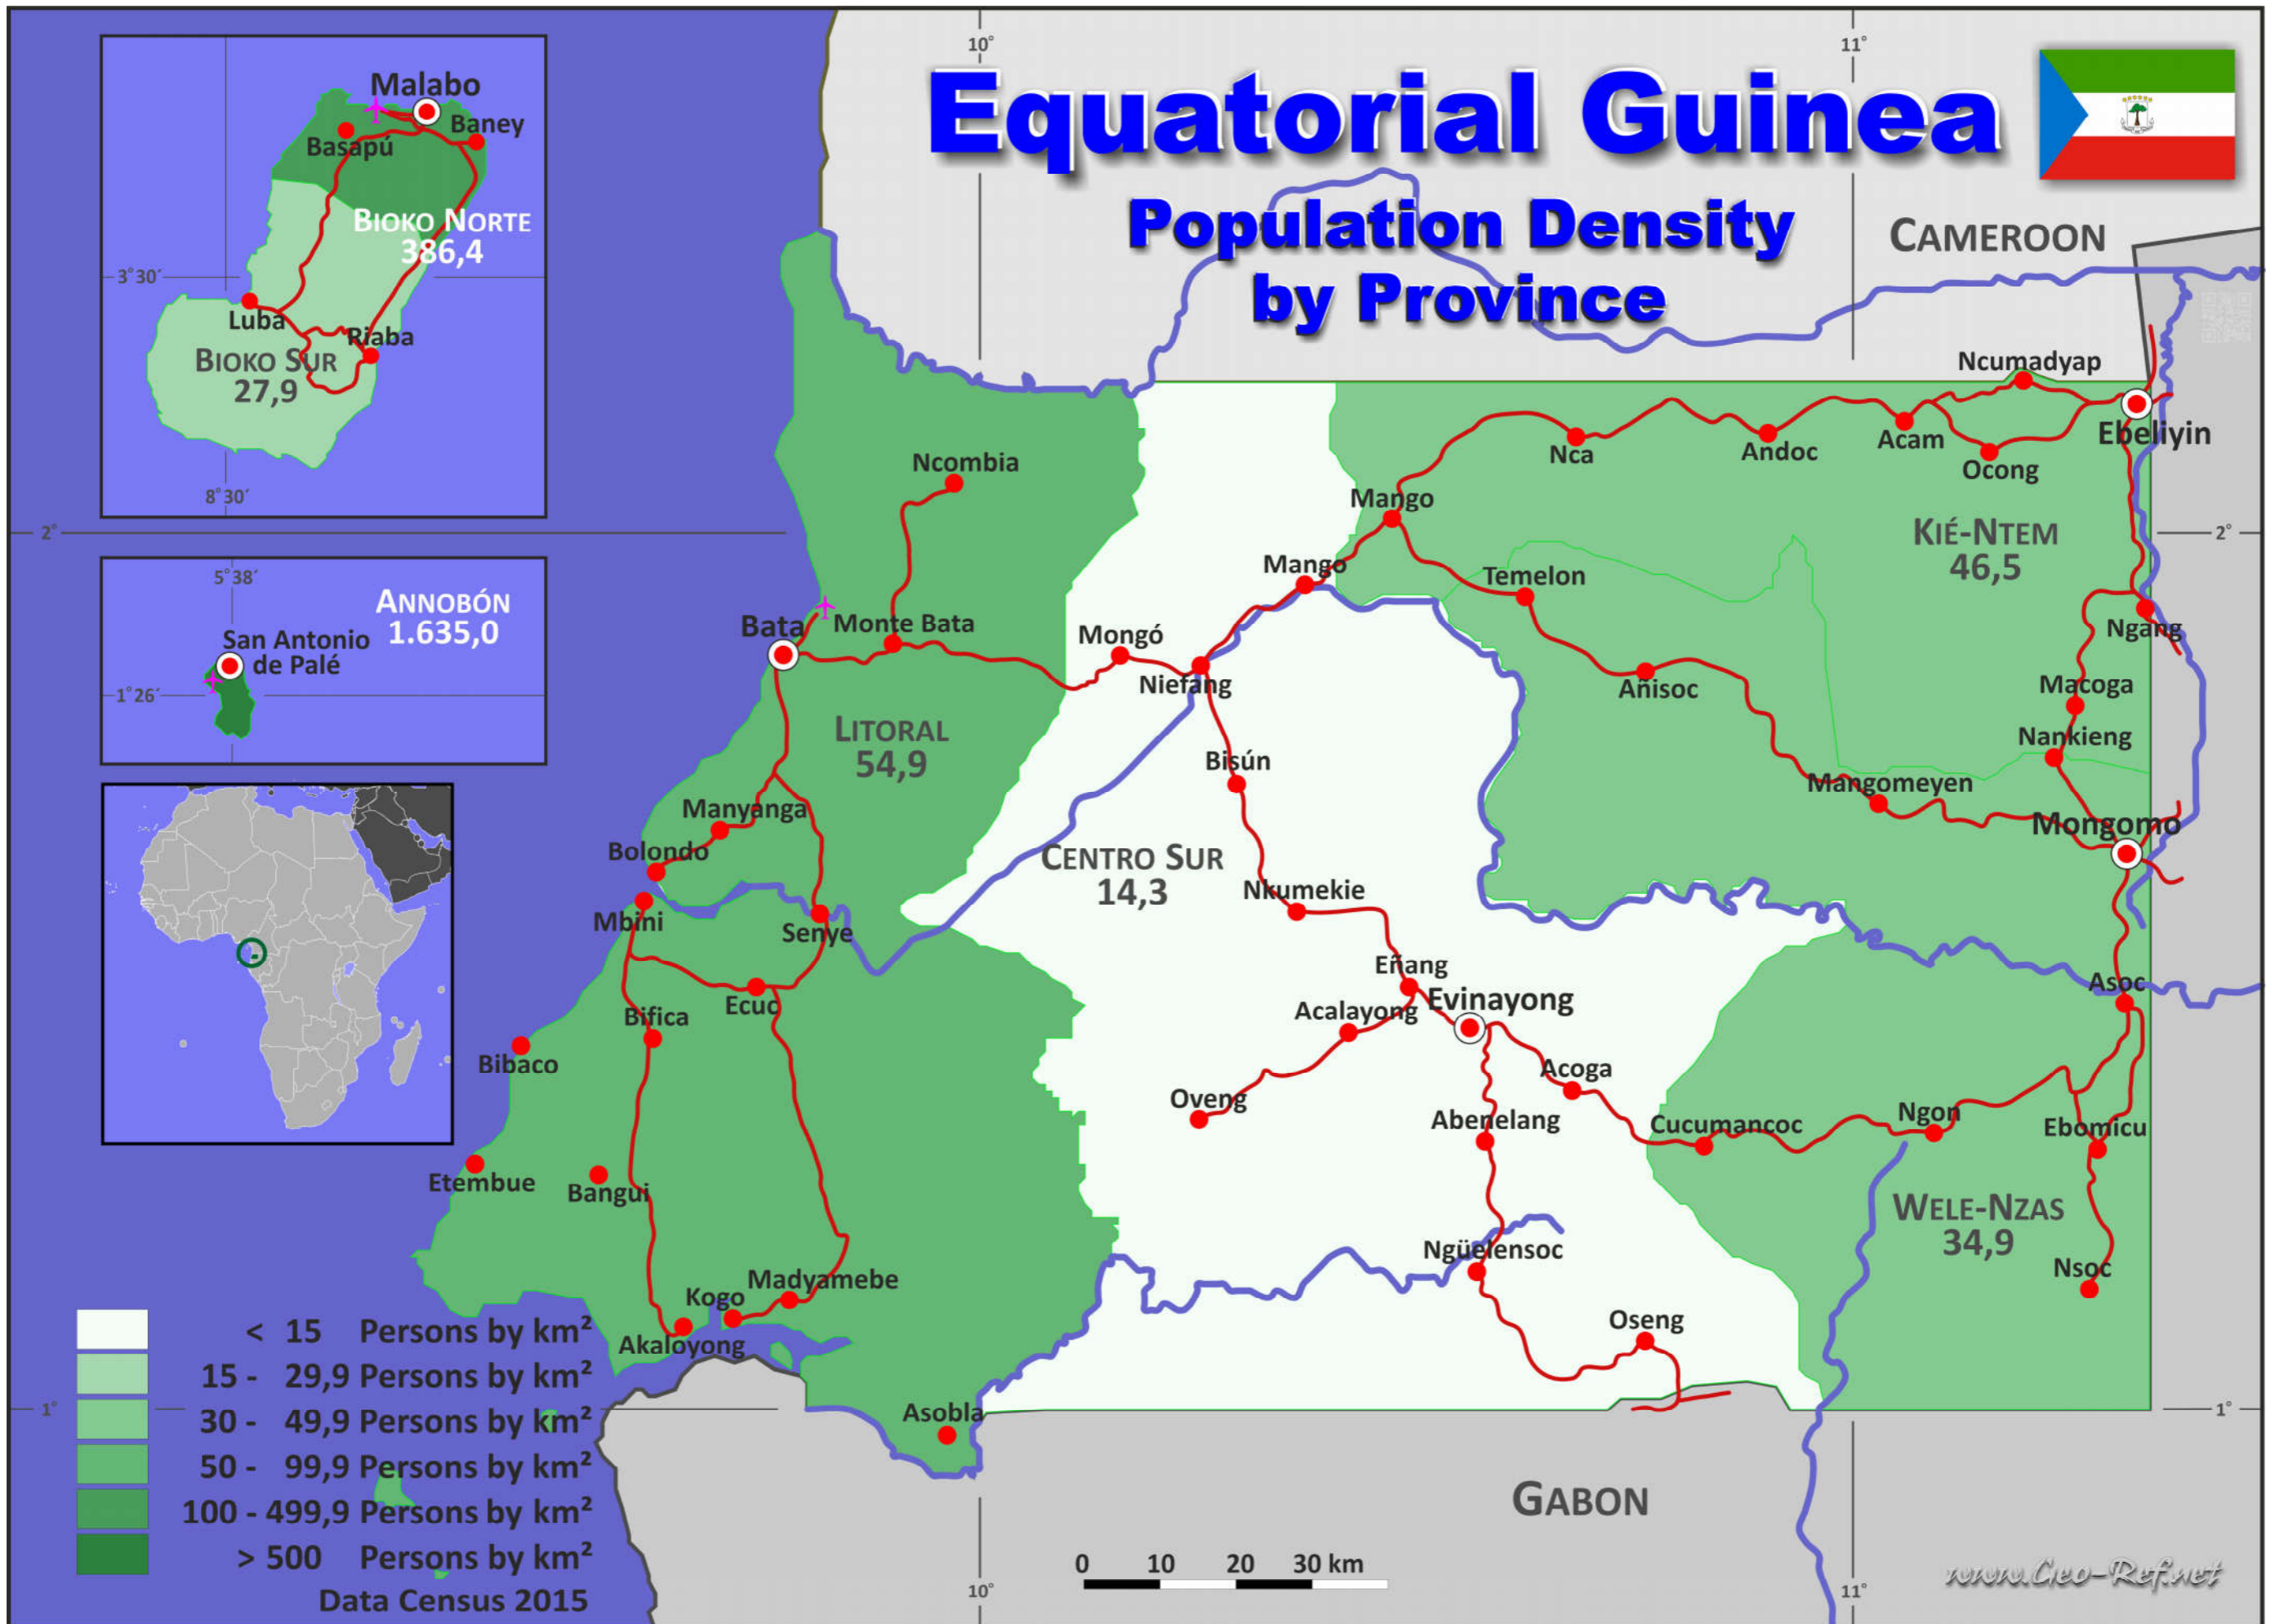 10°
11°
Equatorial Guinea
Population Density
by Province
CAMEROON
Malabo
Baney
Basapú
BIOKO NORTE
386,4
3°30´
Luba
Riaba
BIOKO SUR
27,9
8°30´
2°
2°
5°38´
ANNOBÓN
1.635,0
San Antonio
de Palé
1°26´
Ncumadyap
Ebeliyin
Nca
Andoc
Acam
Ocong
Ncombia
Mango
KIÉ-NTEM
46,5
Mango
Temelon
Bata
Monte Bata
Mongó
Niefang
Ngang
Añisoc
Macoga
Nankieng
LITORAL
54,9
Bisún
Mangomeyen
Mongomo
Manyanga
Bolondo
CENTRO SUR
14,3
Nkumekie
Mbini
Senye
Eñang
Evinayong
Asoc
Ecuc
Bifica
Acalayong
Bibaco
Acoga
Oveng
Abenelang
Cucumancoc
Ngon
Ebomicu
Etembue
Bangui
WELE-NZAS
34,9
Ngüelensoc
Nsoc
Madyamebe
Kogo
Akaloyong
Oseng
Asobla
1°
1°
GABON
< 15 Persons by km²
15 - 29,9 Persons by km²
30 - 49,9 Persons by km²
50 - 99,9 Persons by km²
100 - 499,9 Persons by km²
> 500 Persons by km²
Data Census 2015
0 10 20 30 km
10°
11°
www.Geo-Ref.net